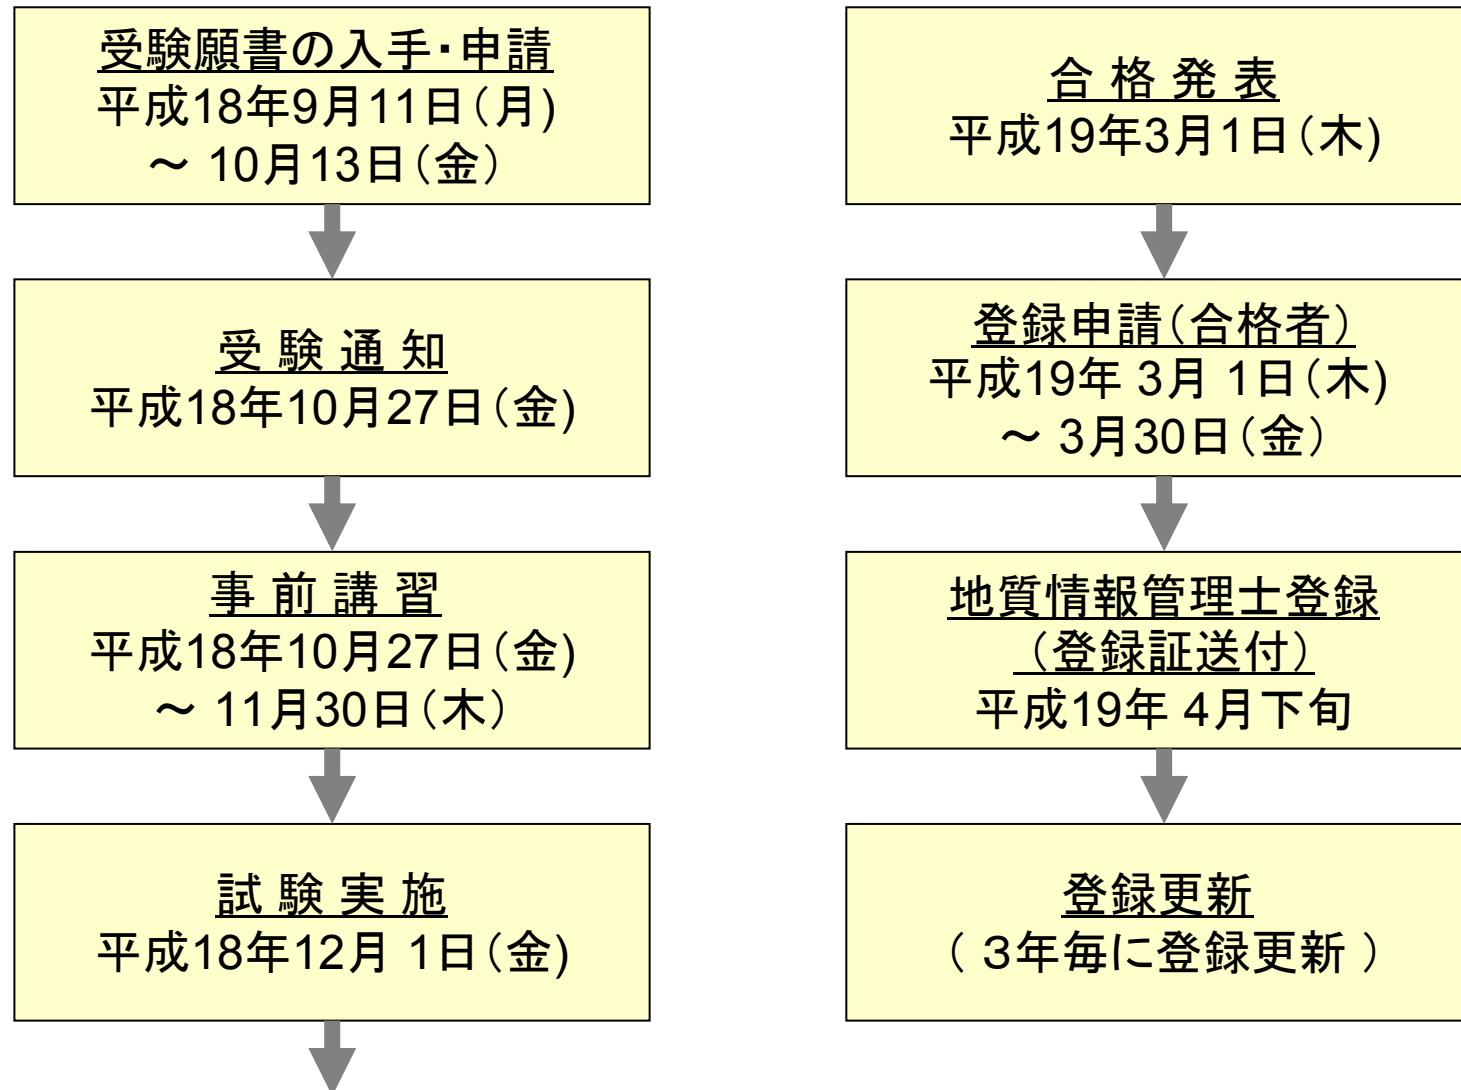 受験願書の入手・申請
平成18年9月11日（月）
～ 10月13日（金）
受 験 通 知
平成18年10月27日（金）
事 前 講 習
平成18年10月27日（金）
～ 11月30日（木）
試 験 実 施
平成18年12月 1日（金）
合 格 発 表
平成19年3月1日（木）
登録申請（合格者）
平成19年 3月 1日（木）
～ 3月30日（金）
地質情報管理士登録
（登録証送付）
平成19年 4月下旬
登録更新
（ 3年毎に登録更新 ）